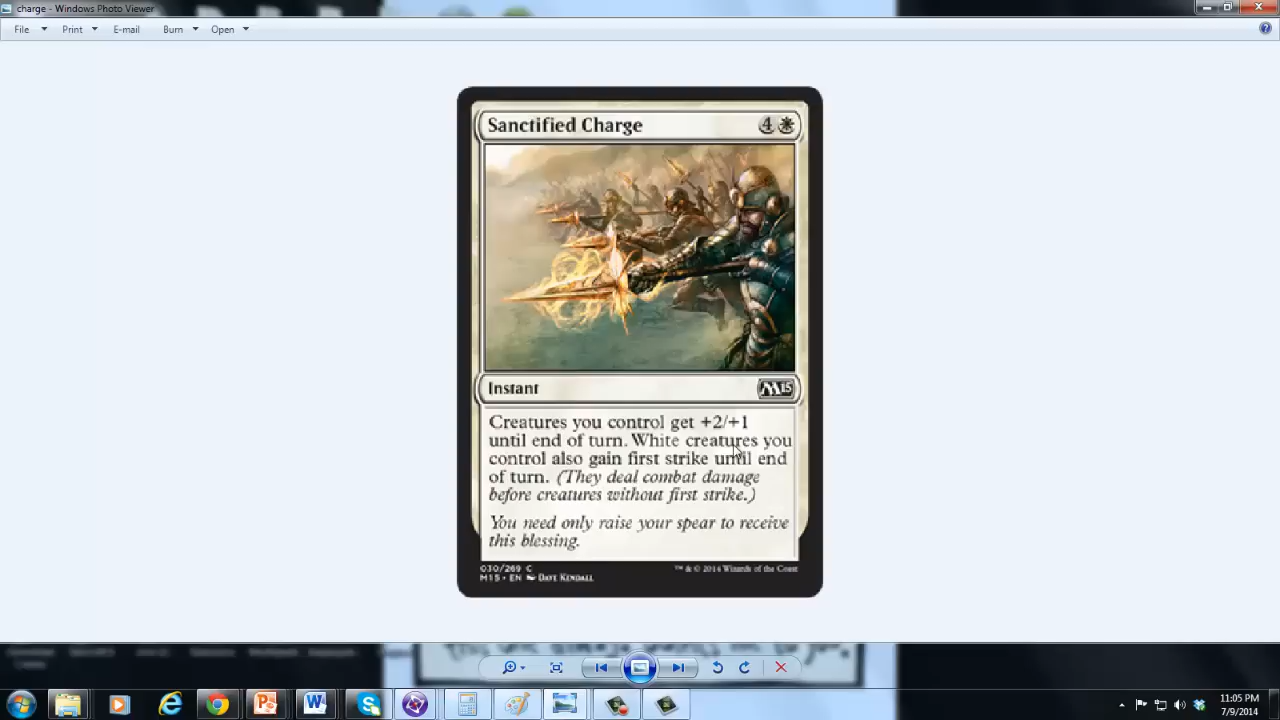 charge - Windows Photo Viewer
File Print E-mail Burn Open
Sanctified Charge 4
Instant M15
Creatures you control get +2/+1
until end of turn. White creatures you
control also gain first strike until end
of turn. (They deal combat damage
before creatures without first strike.)
You need only raise your spear to receive
this blessing.
030/269 C
M15 • EN Dave Kendall
™ & © 2014 Wizards of the Coast
11:05 PM
7/9/2014